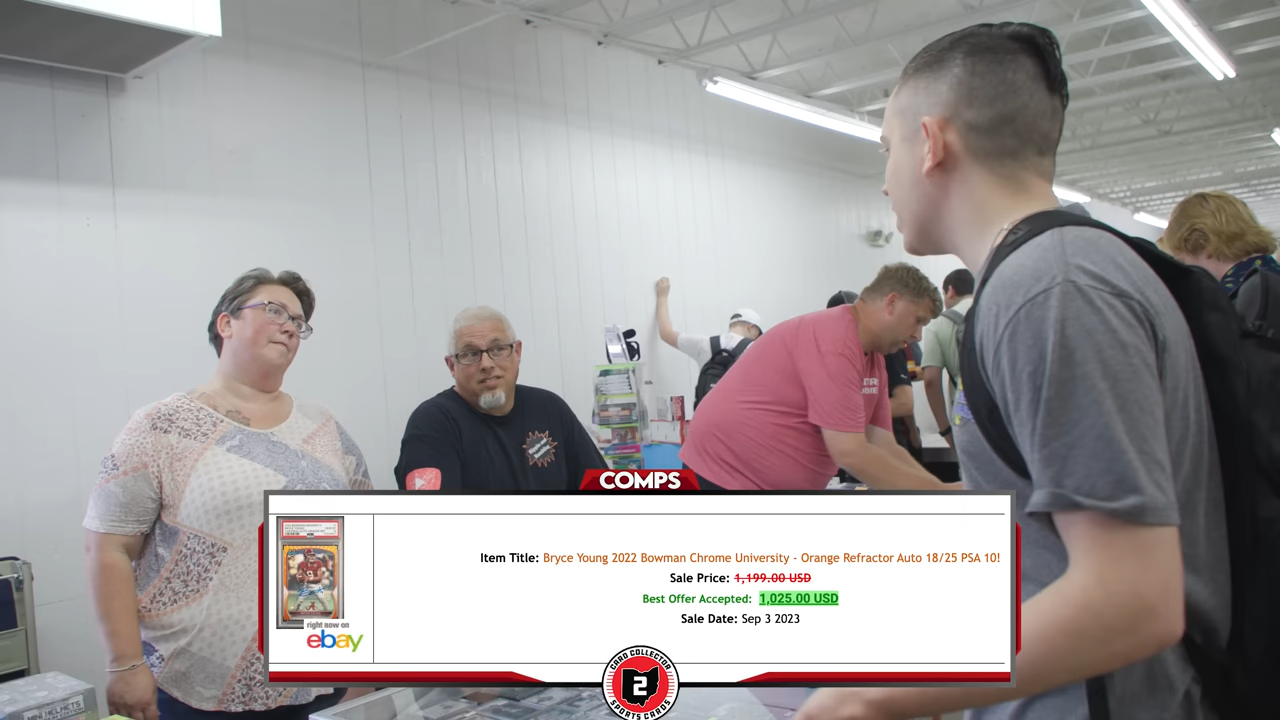 COMPS
Item Title: Bryce Young 2022 Bowman Chrome University - Orange Refractor Auto 18/25 PSA 10!
Sale Price: 1,199.00 USD
Best Offer Accepted: 1,025.00 USD
Sale Date: Sep 3 2023
right now on
ebay
CARD COLLECTOR
2
SPORTS CARDS
MINI HELMETS